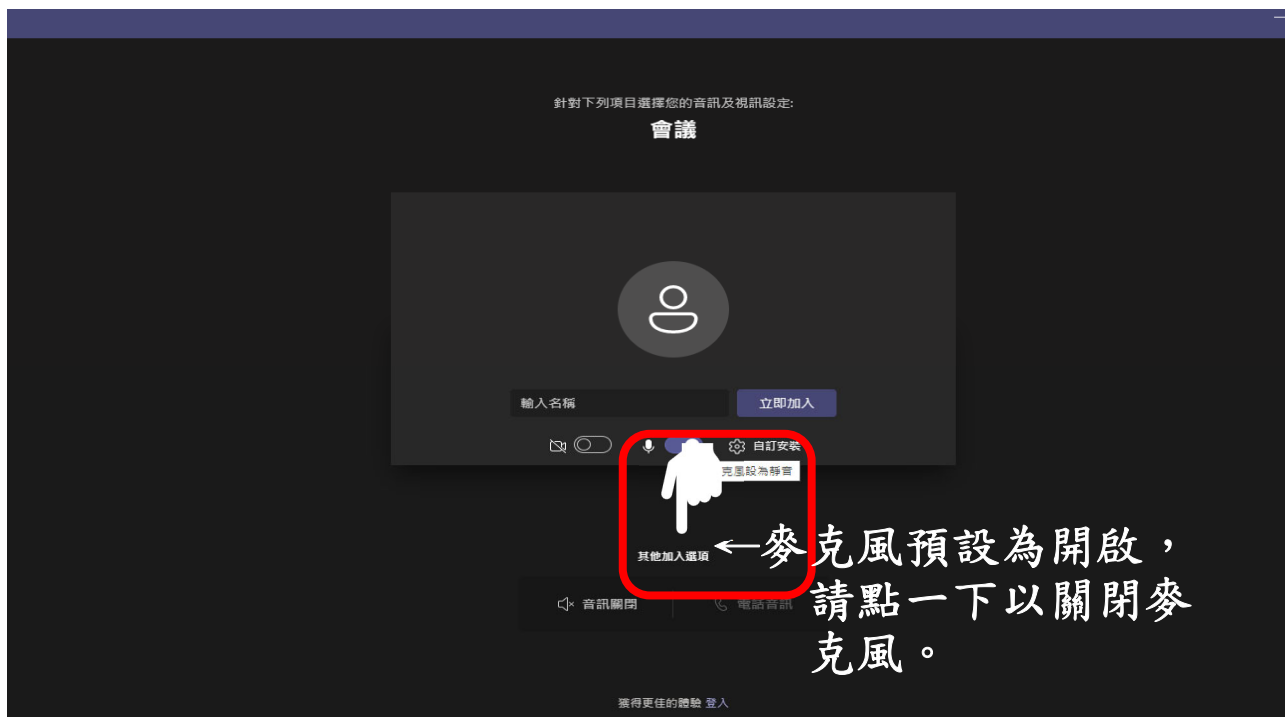 針對下列項目選擇您的音訊及視訊設定:
會議
輸入名稱
立即加入
自訂安裝
克風設為靜音
其他加入選項
←麥克風預設為開啟，
請點一下以關閉麥
克風。
音訊關閉
電話音訊
獲得更佳的體驗 登入